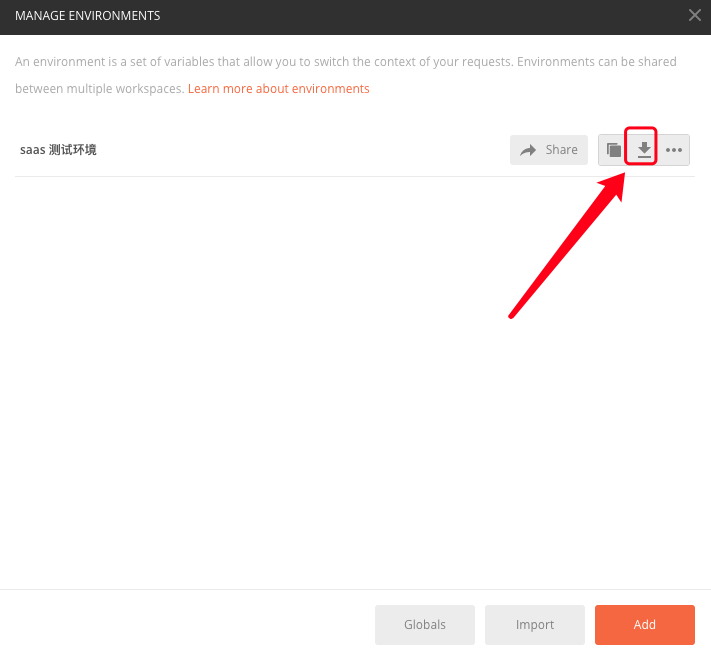 MANAGE ENVIRONMENTS
An environment is a set of variables that allow you to switch the context of your requests. Environments can be shared
between multiple workspaces. Learn more about environments
saas 测试环境
Share
Globals
Import
Add